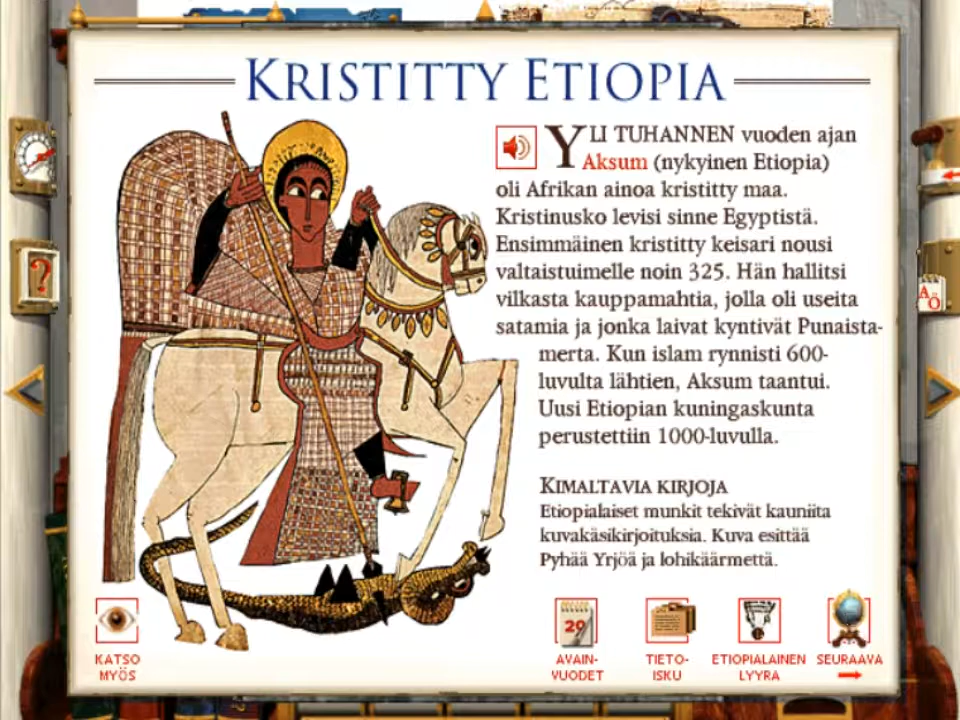 KRISTITTY ETIOPIA
YLI TUHANNEN vuoden ajan
Aksum (nykyinen Etiopia)
oli Afrikan ainoa kristitty maa.
Kristinusko levisi sinne Egyptistä.
Ensimmäinen kristitty keisari nousi
valtaistuimelle noin 325. Hän hallitsi
vilkasta kauppamahtia, jolla oli useita
satamia ja jonka laivat kyntivät Punaista-
merta. Kun islam rynnisti 600-
luvulta lähtien, Aksum taantui.
Uusi Etiopian kuningaskunta
perustettiin 1000-luvulla.
KIMALTAVIA KIRJOJA
Etiopialaiset munkit tekivät kauniita
kuvakäsikirjoituksia. Kuva esittää
Pyhää Yrjöä ja lohikäärmettä.
?
A Ö
29
KATSO
MYÖS
AVAIN-
VUODET
TIETO-
ISKU
ETIOPIALAINEN
LYYRA
SEURAAVA